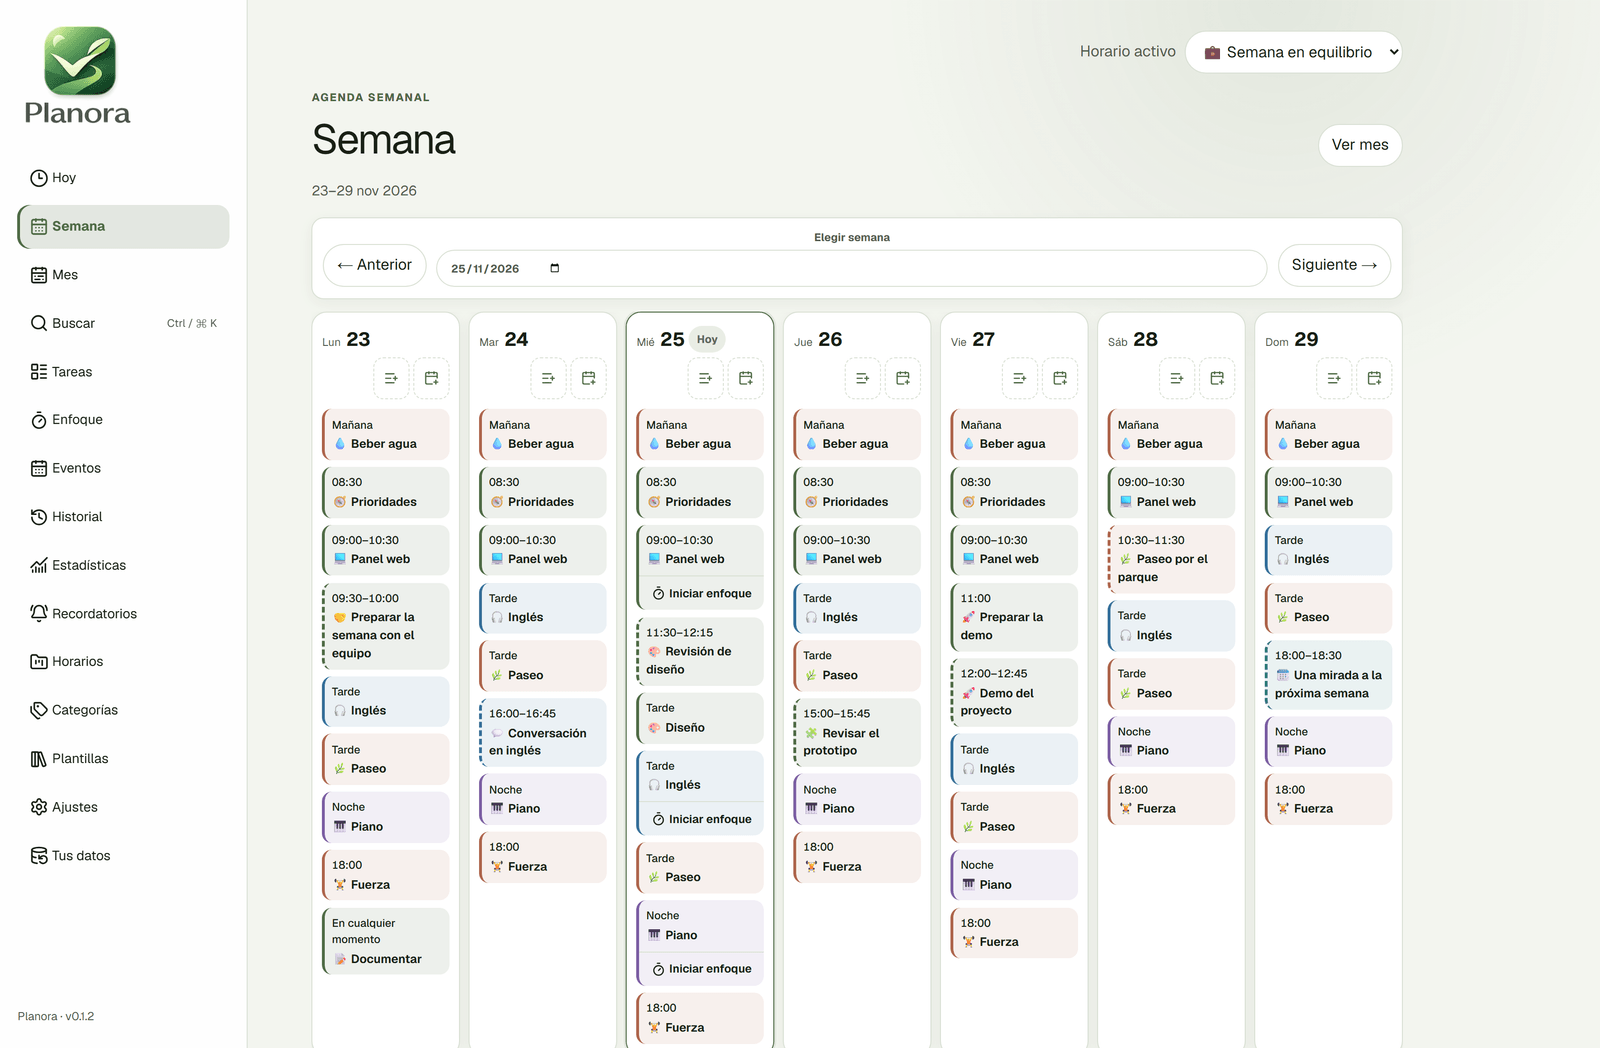 Planora
Hoy
Semana
Mes
Buscar
Ctrl / ⌘ K
Tareas
Enfoque
Eventos
Historial
Estadísticas
Recordatorios
Horarios
Categorías
Plantillas
Ajustes
Tus datos
Planora · v0.1.2
Horario activo
Semana en equilibrio
AGENDA SEMANAL
Semana
Ver mes
23–29 nov 2026
Elegir semana
← Anterior
25/11/2026
Siguiente →
Lun 23
Mañana
Beber agua
08:30
Prioridades
09:00–10:30
Panel web
09:30–10:00
Preparar la
semana con el
equipo
Tarde
Inglés
Tarde
Paseo
Noche
Piano
18:00
Fuerza
En cualquier
momento
Documentar
Mar 24
Mañana
Beber agua
08:30
Prioridades
09:00–10:30
Panel web
Tarde
Inglés
Tarde
Paseo
16:00–16:45
Conversación
en inglés
Noche
Piano
18:00
Fuerza
Mié 25 Hoy
Mañana
Beber agua
08:30
Prioridades
09:00–10:30
Panel web
Iniciar enfoque
11:30–12:15
Revisión de
diseño
Tarde
Diseño
Tarde
Inglés
Iniciar enfoque
Tarde
Paseo
Noche
Piano
Iniciar enfoque
18:00
Fuerza
Jue 26
Mañana
Beber agua
08:30
Prioridades
09:00–10:30
Panel web
Tarde
Inglés
Tarde
Paseo
15:00–15:45
Revisar el
prototipo
Noche
Piano
18:00
Fuerza
Vie 27
Mañana
Beber agua
08:30
Prioridades
09:00–10:30
Panel web
11:00
Preparar la
demo
12:00–12:45
Demo del
proyecto
Tarde
Inglés
Tarde
Paseo
Noche
Piano
18:00
Fuerza
Sáb 28
Mañana
Beber agua
09:00–10:30
Panel web
10:30–11:30
Paseo por el
parque
Tarde
Inglés
Tarde
Paseo
Noche
Piano
18:00
Fuerza
Dom 29
Mañana
Beber agua
09:00–10:30
Panel web
Tarde
Inglés
Tarde
Paseo
18:00–18:30
Una mirada a la
próxima semana
Noche
Piano
18:00
Fuerza